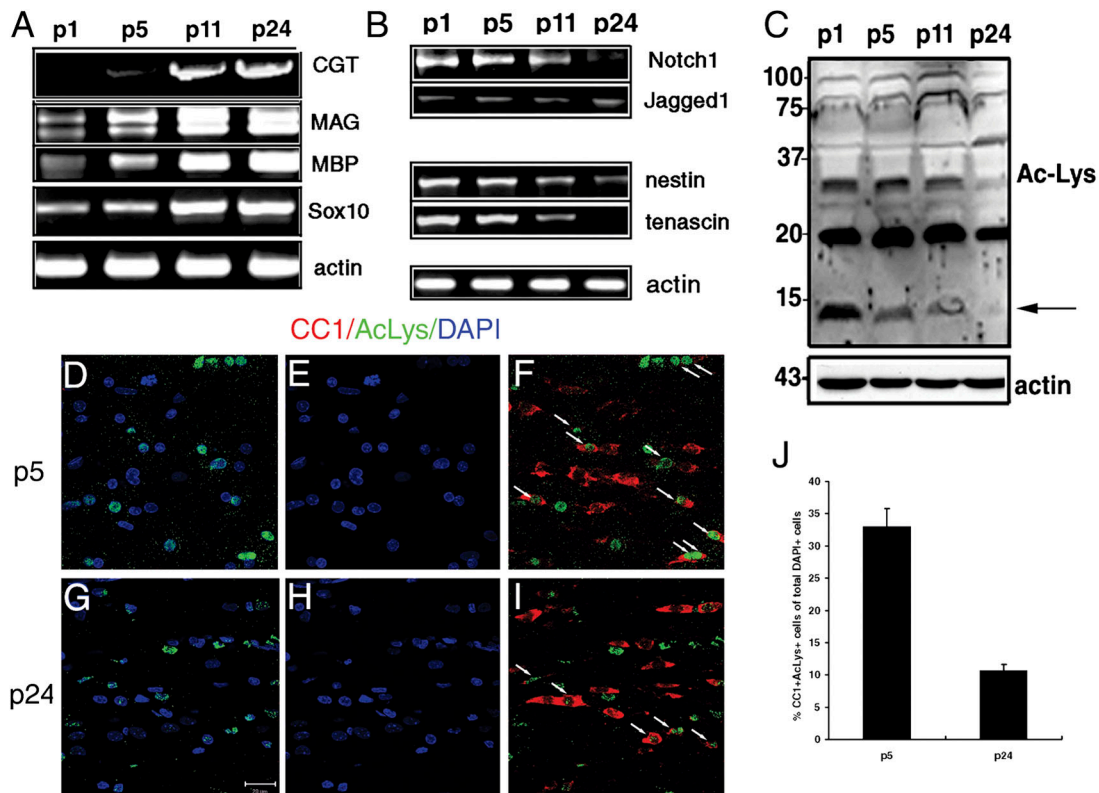 A
p1 p5 p11 p24
CGT
MAG
MBP
Sox10
actin
B
p1 p5 p11 p24
Notch1
Jagged1
nestin
tenascin
actin
C
p1 p5 p11 p24
100
75
37
20
15
Ac-Lys
43
actin
CC1/AcLys/DAPI
D E F
p5
G H I
p24
J
% CC1+AcLys+ cells of total DAPI+ cells
40
35
30
25
20
15
10
5
0
p5 p24